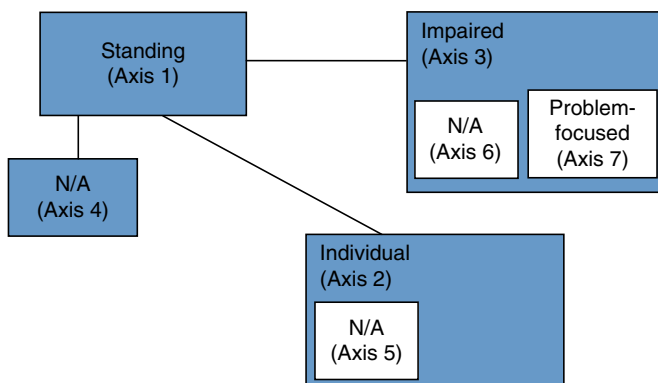 Standing
(Axis 1)
Impaired
(Axis 3)
N/A
(Axis 6)
Problem-
focused
(Axis 7)
N/A
(Axis 4)
Individual
(Axis 2)
N/A
(Axis 5)